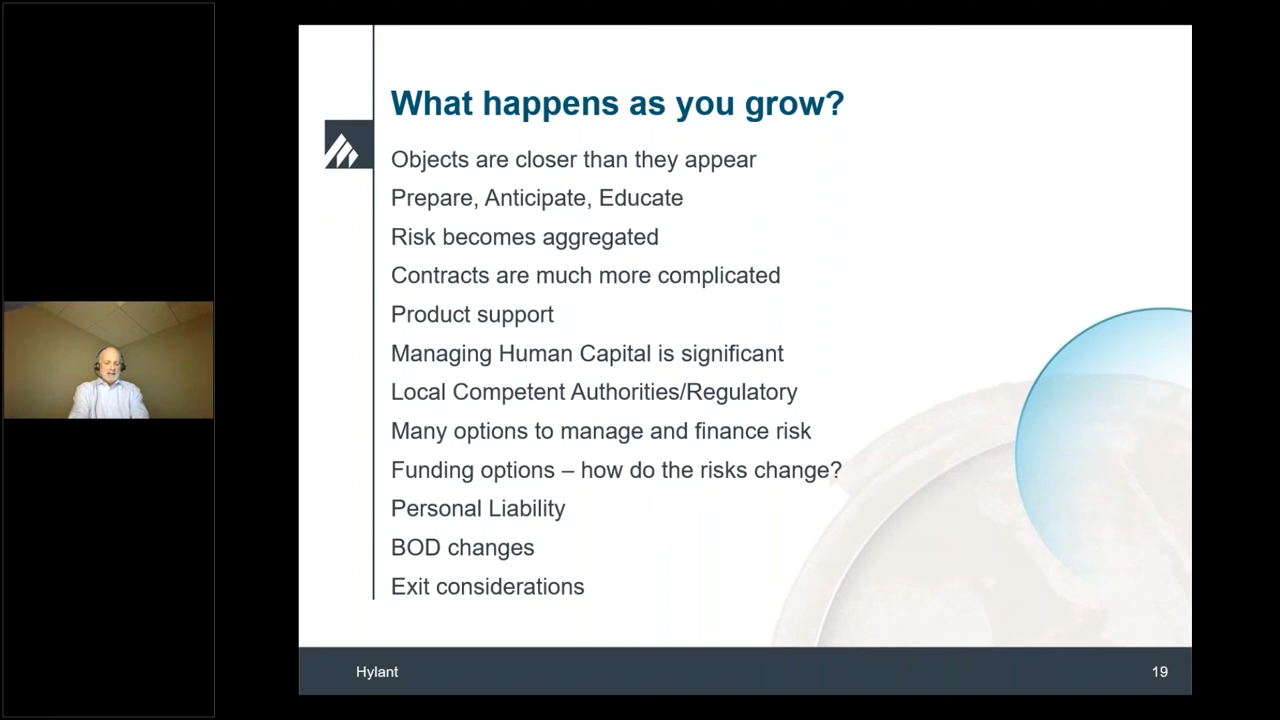 What happens as you grow?
Objects are closer than they appear
Prepare, Anticipate, Educate
Risk becomes aggregated
Contracts are much more complicated
Product support
Managing Human Capital is significant
Local Competent Authorities/Regulatory
Many options to manage and finance risk
Funding options – how do the risks change?
Personal Liability
BOD changes
Exit considerations
Hylant
19